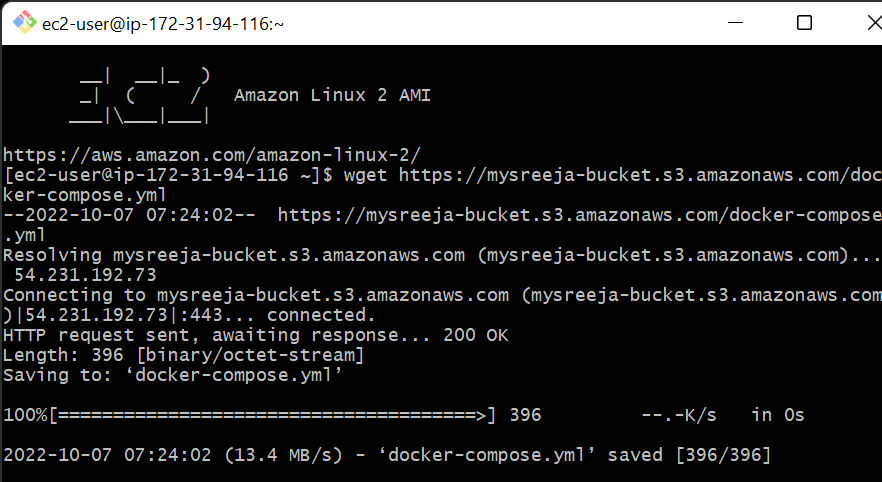 ec2-user@ip-172-31-94-116:~
       __|  __|_  )
       _|  (     /   Amazon Linux 2 AMI
      ___|\___|___|
https://aws.amazon.com/amazon-linux-2/
[ec2-user@ip-172-31-94-116 ~]$ wget https://mysreeja-bucket.s3.amazonaws.com/doc
ker-compose.yml
--2022-10-07 07:24:02--  https://mysreeja-bucket.s3.amazonaws.com/docker-compose
.yml
Resolving mysreeja-bucket.s3.amazonaws.com (mysreeja-bucket.s3.amazonaws.com)...
 54.231.192.73
Connecting to mysreeja-bucket.s3.amazonaws.com (mysreeja-bucket.s3.amazonaws.com
)|54.231.192.73|:443... connected.
HTTP request sent, awaiting response... 200 OK
Length: 396 [binary/octet-stream]
Saving to: ‘docker-compose.yml’
100%[======================================>] 396         --.-K/s   in 0s
2022-10-07 07:24:02 (13.4 MB/s) - ‘docker-compose.yml’ saved [396/396]